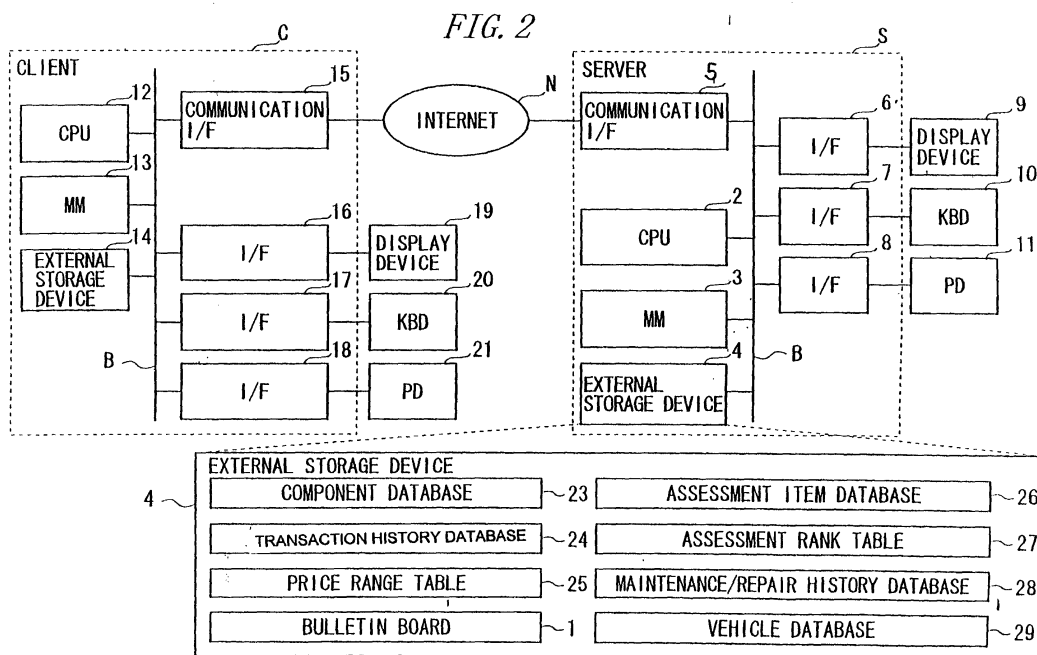 FIG. 2
C
S
CLIENT
12
CPU
13
MM
14
EXTERNAL
STORAGE
DEVICE
15
COMMUNICATION
I/F
16
I/F
17
I/F
18
I/F
B
19
DISPLAY
DEVICE
20
KBD
21
PD
N
INTERNET
SERVER
5
COMMUNICATION
I/F
2
CPU
3
MM
4
EXTERNAL
STORAGE DEVICE
B
6
I/F
7
I/F
8
I/F
9
DISPLAY
DEVICE
10
KBD
11
PD
4
EXTERNAL STORAGE DEVICE
COMPONENT DATABASE 23
ASSESSMENT ITEM DATABASE 26
TRANSACTION HISTORY DATABASE 24
ASSESSMENT RANK TABLE 27
PRICE RANGE TABLE 25
MAINTENANCE/REPAIR HISTORY DATABASE 28
BULLETIN BOARD 1
VEHICLE DATABASE 29